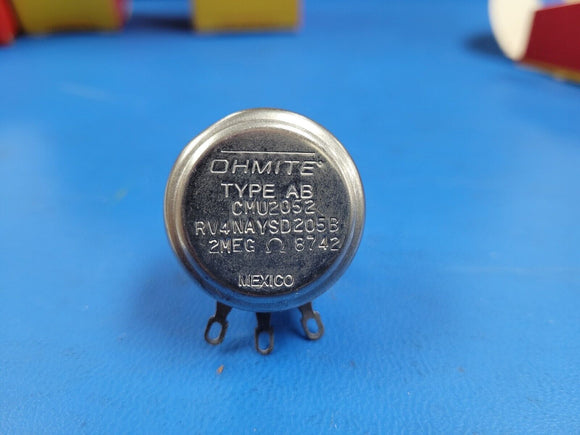 OHMITE
TYPE AB
CMU2052
RV4NAYSD205B
2MEG Ω 8742
MEXICO